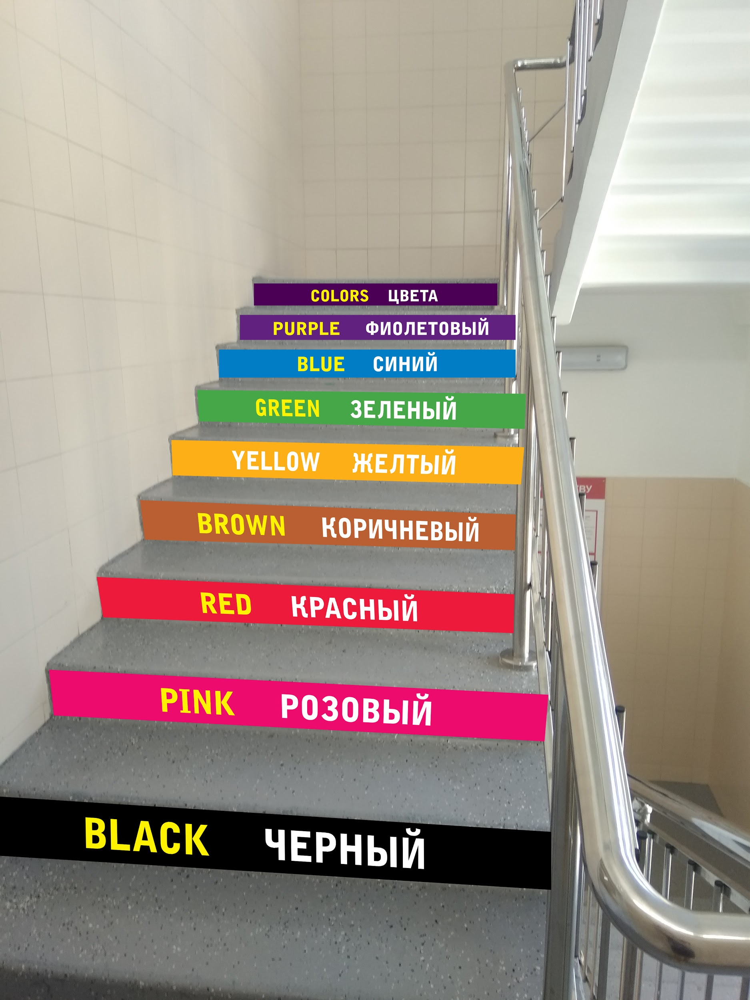 COLORS ЦВЕТА
PURPLE ФИОЛЕТОВЫЙ
BLUE СИНИЙ
GREEN ЗЕЛЕНЫЙ
YELLOW ЖЕЛТЫЙ
BROWN КОРИЧНЕВЫЙ
RED КРАСНЫЙ
PINK РОЗОВЫЙ
BLACK ЧЕРНЫЙ